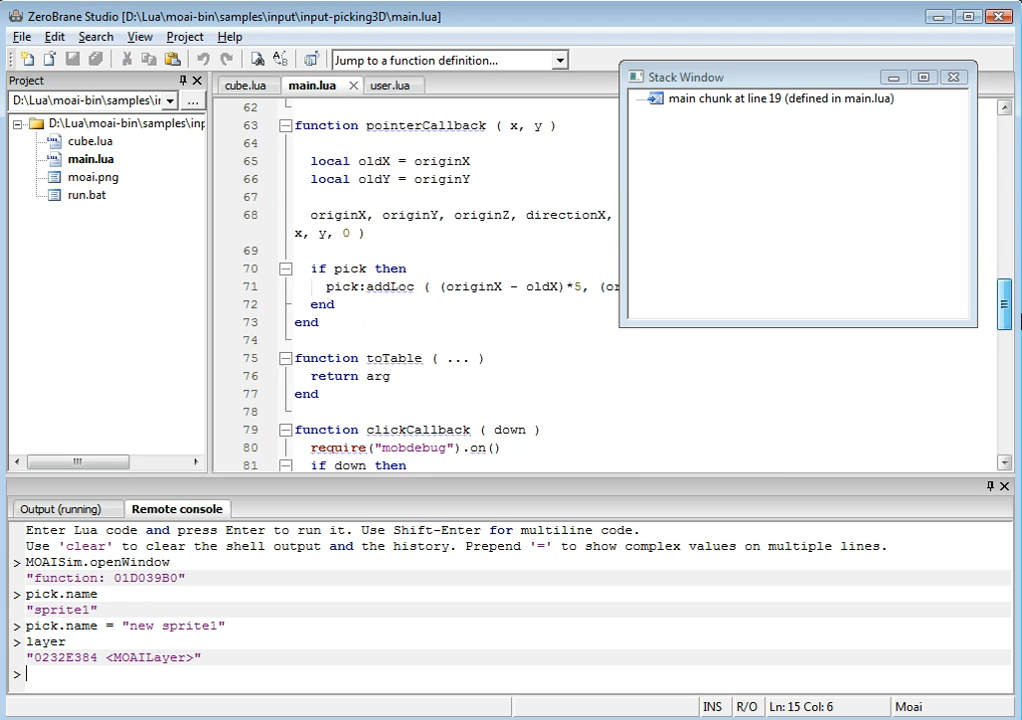 ZeroBrane Studio [D:\Lua\moai-bin\samples\input\input-picking3D\main.lua]
File Edit Search View Project Help
Jump to a function definition...
Project
D:\Lua\moai-bin\samples\ir ...
D:\Lua\moai-bin\samples\inp
cube.lua
main.lua
moai.png
run.bat
cube.lua main.lua user.lua
62
63 function pointerCallback ( x, y )
64
65 local oldX = originX
66 local oldY = originY
67
68 originX, originY, originZ, directionX,
x, y, 0 )
69
70 if pick then
71 pick:addLoc ( (originX - oldX)*5, (or
72 end
73 end
74
75 function toTable ( ... )
76 return arg
77 end
78
79 function clickCallback ( down )
80 require("mobdebug").on()
81 if down then
Stack Window
main chunk at line 19 (defined in main.lua)
Output (running) Remote console
Enter Lua code and press Enter to run it. Use Shift-Enter for multiline code.
Use 'clear' to clear the shell output and the history. Prepend '=' to show complex values on multiple lines.
> MOAISim.openWindow
"function: 01D039B0"
> pick.name
"sprite1"
> pick.name = "new sprite1"
> layer
"0232E384 <MOAILayer>"
>
INS R/O Ln: 15 Col: 6 Moai